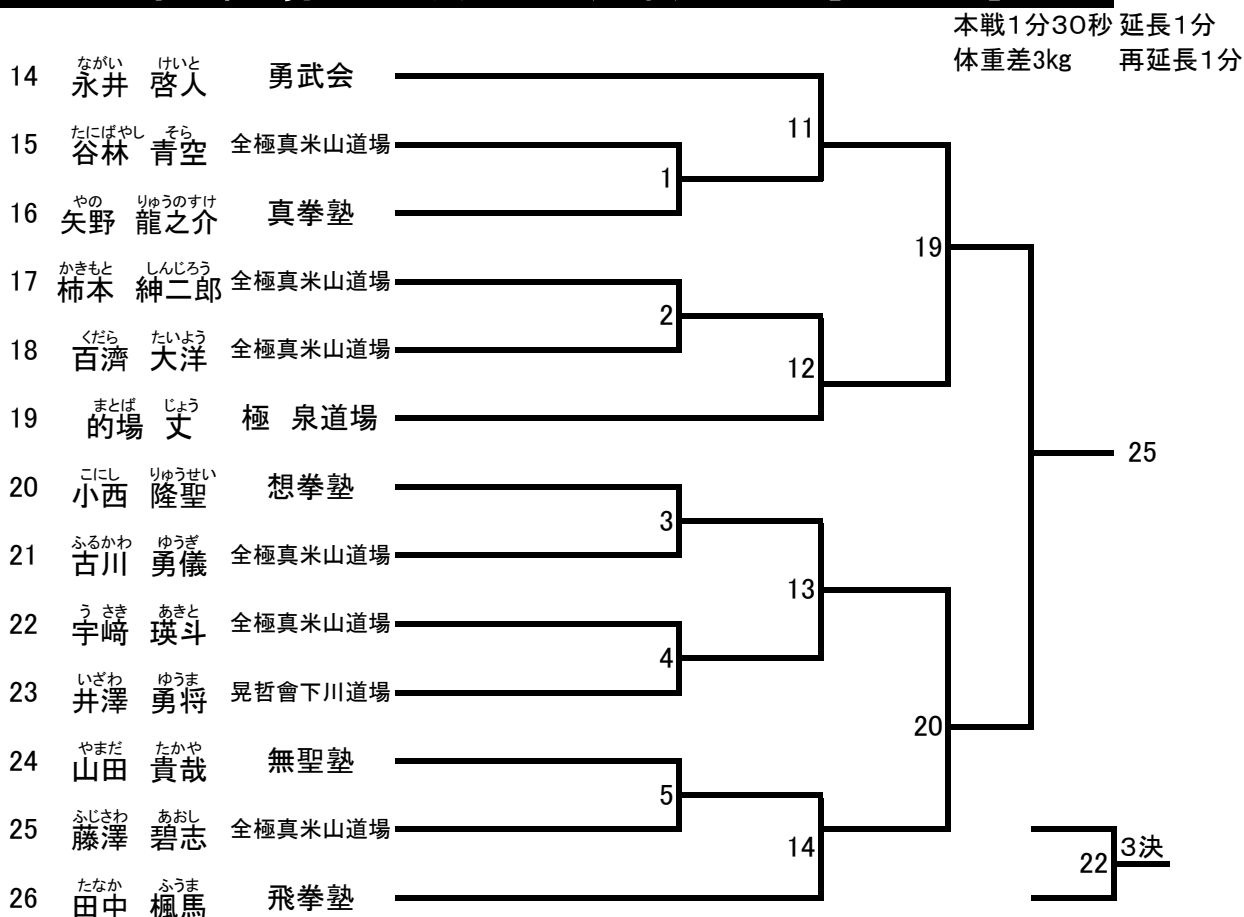 本戦1分30秒 延長1分
体重差3kg 再延長1分
ながい けいと
14 永井 啓人 勇武会
11
たにばやし そら
15 谷林 青空 全極真米山道場
1
やの りゅうのすけ
16 矢野 龍之介 真拳塾
19
かきもと しんじろう
17 柿本 紳二郎 全極真米山道場
2
くだら たいよう
18 百濟 大洋 全極真米山道場
12
まとば じょう
19 的場 丈 極 泉道場
25
こにし りゅうせい
20 小西 隆聖 想拳塾
3
ふるかわ ゆうぎ
21 古川 勇儀 全極真米山道場
13
う さき あきと
22 宇﨑 瑛斗 全極真米山道場
4
いざわ ゆうま
23 井澤 勇将 晃哲會下川道場
20
やまだ たかや
24 山田 貴哉 無聖塾
5
ふじさわ あおし
25 藤澤 碧志 全極真米山道場
14
22 3決
たなか ふうま
26 田中 楓馬 飛拳塾